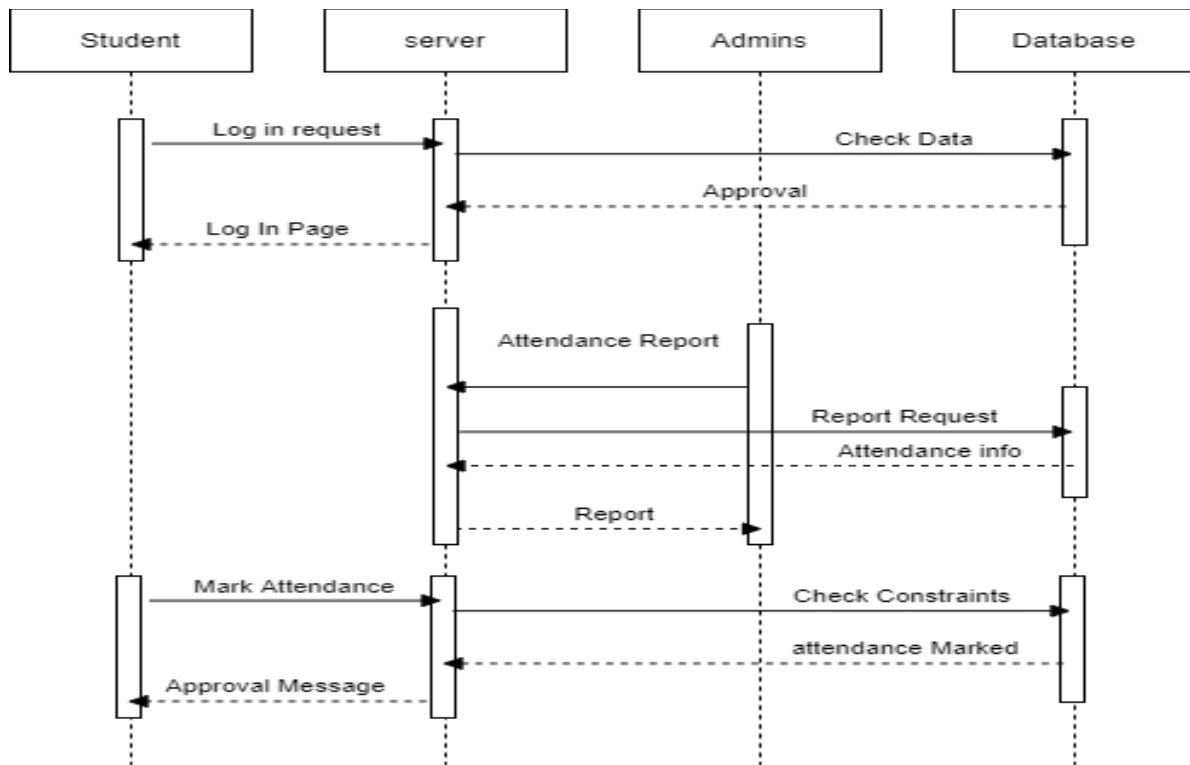 Student
server
Admins
Database
Log in request
Check Data
Approval
Log In Page
Attendance Report
Report Request
Attendance info
Report
Mark Attendance
Check Constraints
attendance Marked
Approval Message